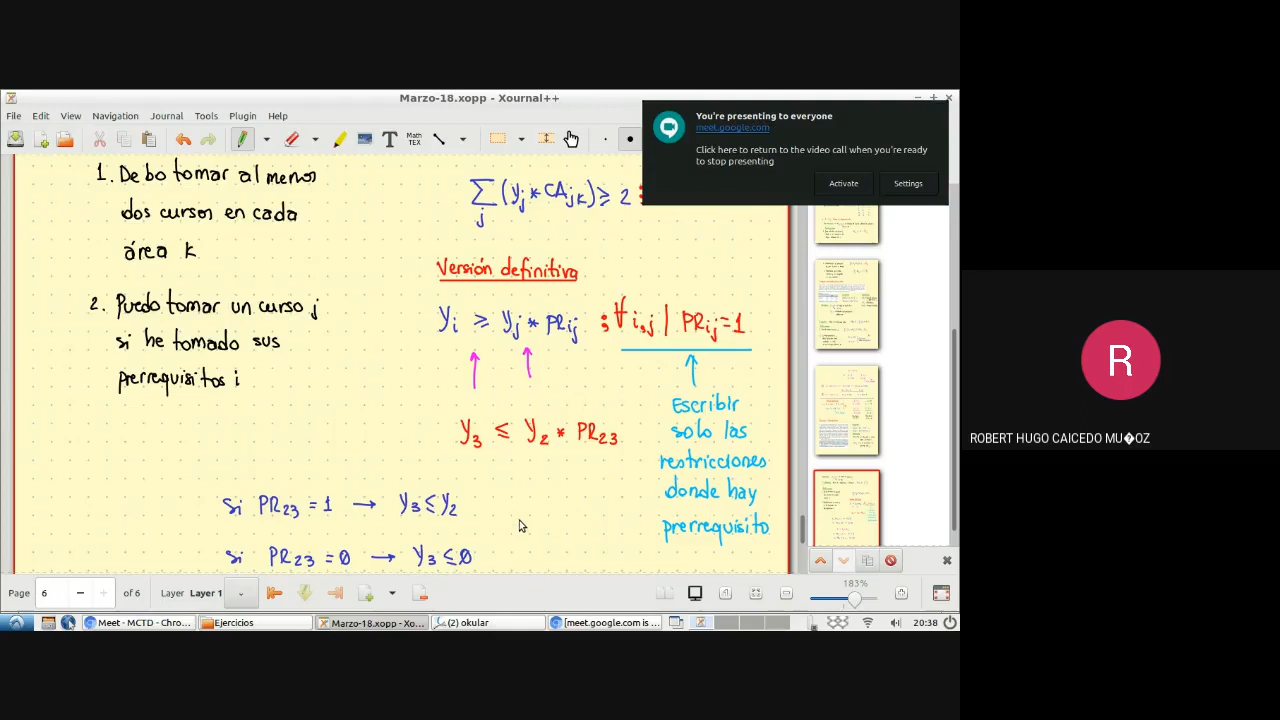 Marzo-18.xopp - Xournal++
File Edit View Navigation Journal Tools Plugin Help
You're presenting to everyone
meet.google.com
Click here to return to the video call when you're ready
to stop presenting
Activate Settings
1. Debo tomar al menos
dos cursos en cada
área k
∑j (yj * CAjk) ≥ 2
Versión definitiva
2. Puedo tomar un curso j
si he tomado sus
prerrequisitos i
yi ≥ yj * PRij ; ∀ i,j | PRij=1
Escribir
solo las
restricciones
donde hay
prerrequisito
y3 ≤ y2 * PR23
si PR23 = 1 → y3 ≤ y2
si PR23 = 0 → y3 ≤ 0
R
ROBERT HUGO CAICEDO MU�OZ
183%
Page 6 of 6 Layer Layer 1
Meet - MCTD - Chro... Ejercicios Marzo-18.xopp - Xo... (2) okular [meet.google.com is ... 20:38